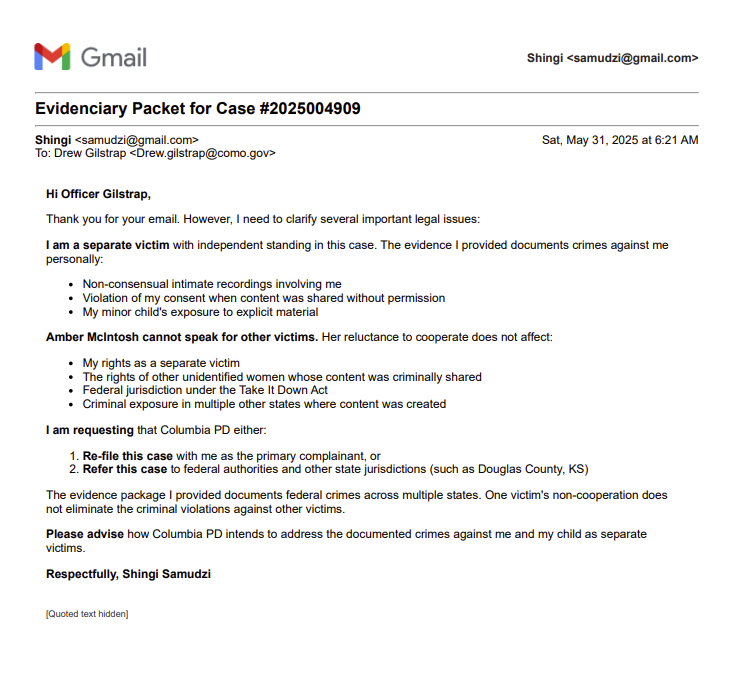 Gmail
Shingi <samudzi@gmail.com>
Evidenciary Packet for Case #2025004909
Shingi <samudzi@gmail.com>
Sat, May 31, 2025 at 6:21 AM
To: Drew Gilstrap <Drew.gilstrap@como.gov>
Hi Officer Gilstrap,
Thank you for your email. However, I need to clarify several important legal issues:
I am a separate victim with independent standing in this case. The evidence I provided documents crimes against me
personally:
• Non-consensual intimate recordings involving me
• Violation of my consent when content was shared without permission
• My minor child's exposure to explicit material
Amber McIntosh cannot speak for other victims. Her reluctance to cooperate does not affect:
• My rights as a separate victim
• The rights of other unidentified women whose content was criminally shared
• Federal jurisdiction under the Take It Down Act
• Criminal exposure in multiple other states where content was created
I am requesting that Columbia PD either:
1. Re-file this case with me as the primary complainant, or
2. Refer this case to federal authorities and other state jurisdictions (such as Douglas County, KS)
The evidence package I provided documents federal crimes across multiple states. One victim's non-cooperation does
not eliminate the criminal violations against other victims.
Please advise how Columbia PD intends to address the documented crimes against me and my child as separate
victims.
Respectfully, Shingi Samudzi
[Quoted text hidden]